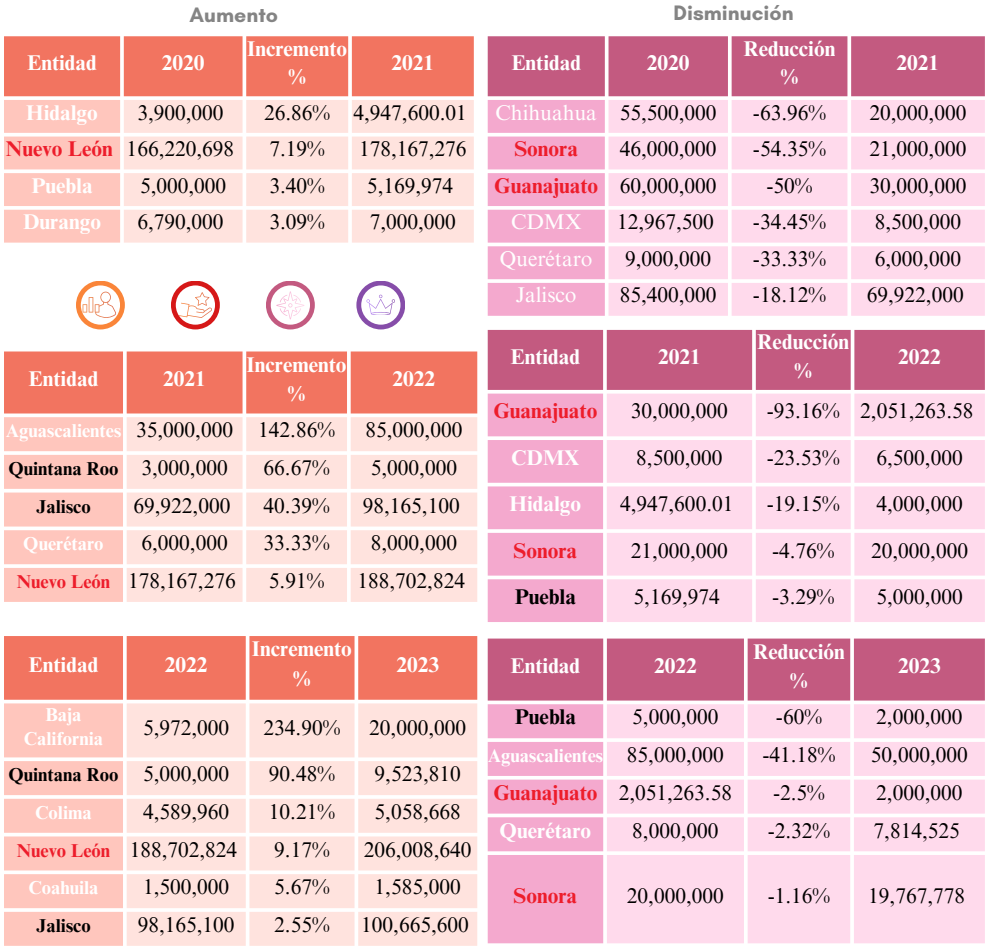 Aumento
Entidad 2020 Incremento % 2021
Hidalgo 3,900,000 26.86% 4,947,600.01
Nuevo León 166,220,698 7.19% 178,167,276
Puebla 5,000,000 3.40% 5,169,974
Durango 6,790,000 3.09% 7,000,000
Entidad 2021 Incremento % 2022
Aguascalientes 35,000,000 142.86% 85,000,000
Quintana Roo 3,000,000 66.67% 5,000,000
Jalisco 69,922,000 40.39% 98,165,100
Querétaro 6,000,000 33.33% 8,000,000
Nuevo León 178,167,276 5.91% 188,702,824
Entidad 2022 Incremento % 2023
Baja California 5,972,000 234.90% 20,000,000
Quintana Roo 5,000,000 90.48% 9,523,810
Colima 4,589,960 10.21% 5,058,668
Nuevo León 188,702,824 9.17% 206,008,640
Coahuila 1,500,000 5.67% 1,585,000
Jalisco 98,165,100 2.55% 100,665,600
Disminución
Entidad 2020 Reducción % 2021
Chihuahua 55,500,000 -63.96% 20,000,000
Sonora 46,000,000 -54.35% 21,000,000
Guanajuato 60,000,000 -50% 30,000,000
CDMX 12,967,500 -34.45% 8,500,000
Querétaro 9,000,000 -33.33% 6,000,000
Jalisco 85,400,000 -18.12% 69,922,000
Entidad 2021 Reducción % 2022
Guanajuato 30,000,000 -93.16% 2,051,263.58
CDMX 8,500,000 -23.53% 6,500,000
Hidalgo 4,947,600.01 -19.15% 4,000,000
Sonora 21,000,000 -4.76% 20,000,000
Puebla 5,169,974 -3.29% 5,000,000
Entidad 2022 Reducción % 2023
Puebla 5,000,000 -60% 2,000,000
Aguascalientes 85,000,000 -41.18% 50,000,000
Guanajuato 2,051,263.58 -2.5% 2,000,000
Querétaro 8,000,000 -2.32% 7,814,525
Sonora 20,000,000 -1.16% 19,767,778